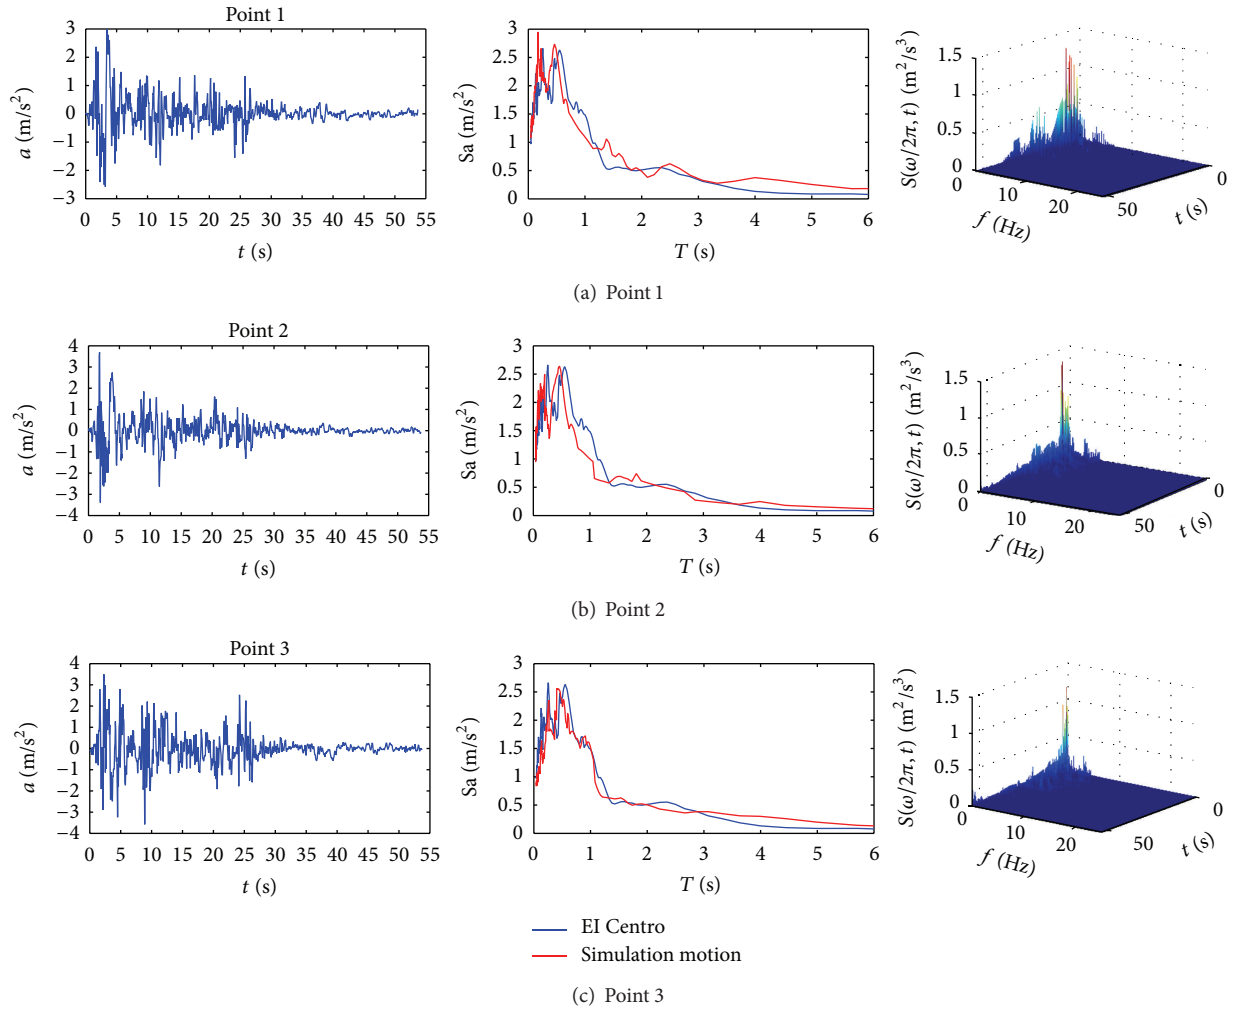 Point 1
3
2
1
0
−1
−2
−3
a (m/s²)
0 5 10 15 20 25 30 35 40 45 50 55
t (s)
3
2.5
2
1.5
1
0.5
0
Sa (m/s²)
0 1 2 3 4 5 6
T (s)
1.5
1
0.5
0
S(ω/2π, t) (m²/s³)
0 10 20
f (Hz)
50 0
t (s)
(a) Point 1
Point 2
4
3
2
1
0
−1
−2
−3
−4
a (m/s²)
0 5 10 15 20 25 30 35 40 45 50 55
t (s)
3
2.5
2
1.5
1
0.5
0
Sa (m/s²)
0 1 2 3 4 5 6
T (s)
1.5
1
0.5
0
S(ω/2π, t) (m²/s³)
0 10 20
f (Hz)
50 0
t (s)
(b) Point 2
Point 3
4
3
2
1
0
−1
−2
−3
−4
a (m/s²)
0 5 10 15 20 25 30 35 40 45 50 55
t (s)
3
2.5
2
1.5
1
0.5
0
Sa (m/s²)
0 1 2 3 4 5 6
T (s)
1.5
1
0.5
0
S(ω/2π, t) (m²/s³)
0 10 20
f (Hz)
50 0
t (s)
EI Centro
Simulation motion
(c) Point 3